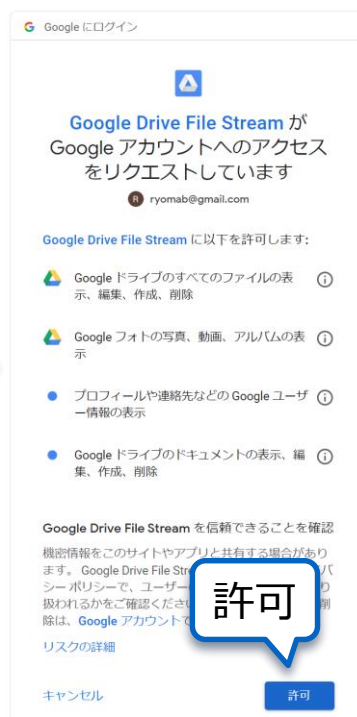 G Google にログイン
Google Drive File Stream が
Google アカウントへのアクセス
をリクエストしています
R ryomab@gmail.com
Google Drive File Stream に以下を許可します:
Google ドライブのすべてのファイルの表
示、編集、作成、削除
Google フォトの写真、動画、アルバムの表
示
プロフィールや連絡先などの Google ユーザ
ー情報の表示
Google ドライブのドキュメントの表示、編
集、作成、削除
Google Drive File Stream を信頼できることを確認
機密情報をこのサイトやアプリと共有する場合があり
ます。 Google Drive File Stre
シー ポリシーで、ユーザー
扱われるかをご確認くださ
除は、Google アカウントで
許可
リスクの詳細
キャンセル
許可